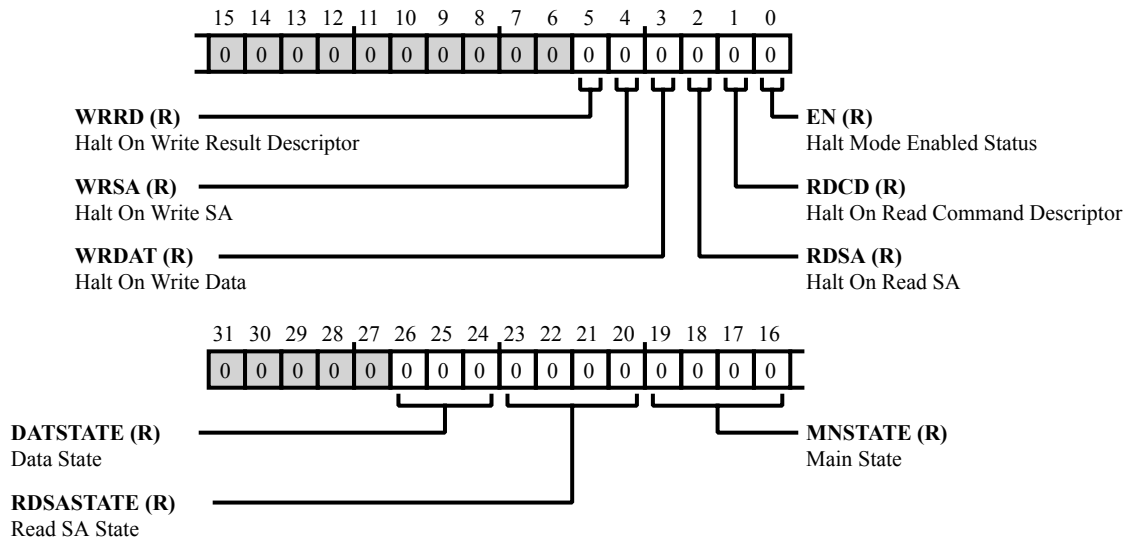 15 14 13 12 11 10 9 8 7 6 5 4 3 2 1 0
0 0 0 0 0 0 0 0 0 0 0 0 0 0 0 0
WRRD (R)
Halt On Write Result Descriptor
EN (R)
Halt Mode Enabled Status
WRSA (R)
Halt On Write SA
RDCD (R)
Halt On Read Command Descriptor
WRDAT (R)
Halt On Write Data
RDSA (R)
Halt On Read SA
31 30 29 28 27 26 25 24 23 22 21 20 19 18 17 16
0 0 0 0 0 0 0 0 0 0 0 0 0 0 0 0
DATSTATE (R)
Data State
MNSTATE (R)
Main State
RDSASTATE (R)
Read SA State